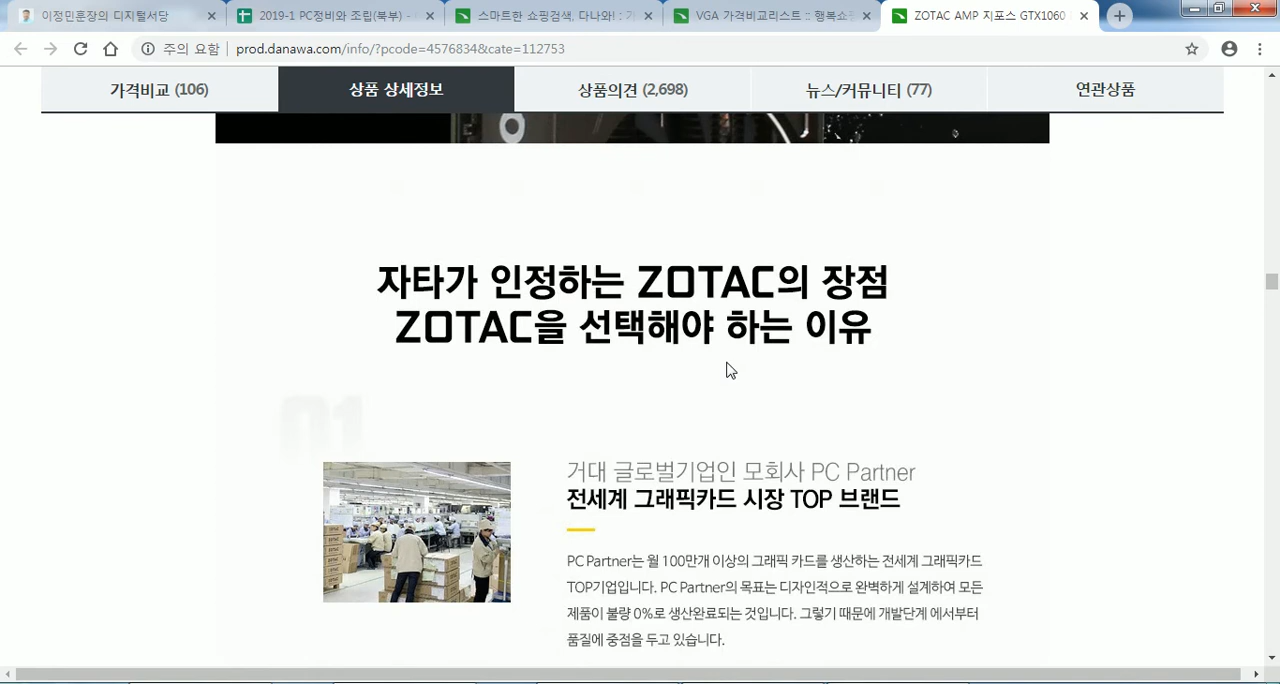 이정민훈장의 디지털서당
2019-1 PC정비와 조립(북부) -
스마트한 쇼핑검색, 다나와! :
VGA 가격비교리스트 :: 행복쇼핑
ZOTAC AMP 지포스 GTX1060
주의 요함 | prod.danawa.com/info/?pcode=4576834&cate=112753
가격비교 (106)
상품 상세정보
상품의견 (2,698)
뉴스/커뮤니티 (77)
연관상품
자타가 인정하는 ZOTAC의 장점
ZOTAC을 선택해야 하는 이유
01
거대 글로벌기업인 모회사 PC Partner
전세계 그래픽카드 시장 TOP 브랜드
PC Partner는 월 100만개 이상의 그래픽 카드를 생산하는 전세계 그래픽카드
TOP기업입니다. PC Partner의 목표는 디자인적으로 완벽하게 설계하여 모든
제품이 불량 0%로 생산완료되는 것입니다. 그렇기 때문에 개발단계 에서부터
품질에 중점을 두고 있습니다.
ZOTAC